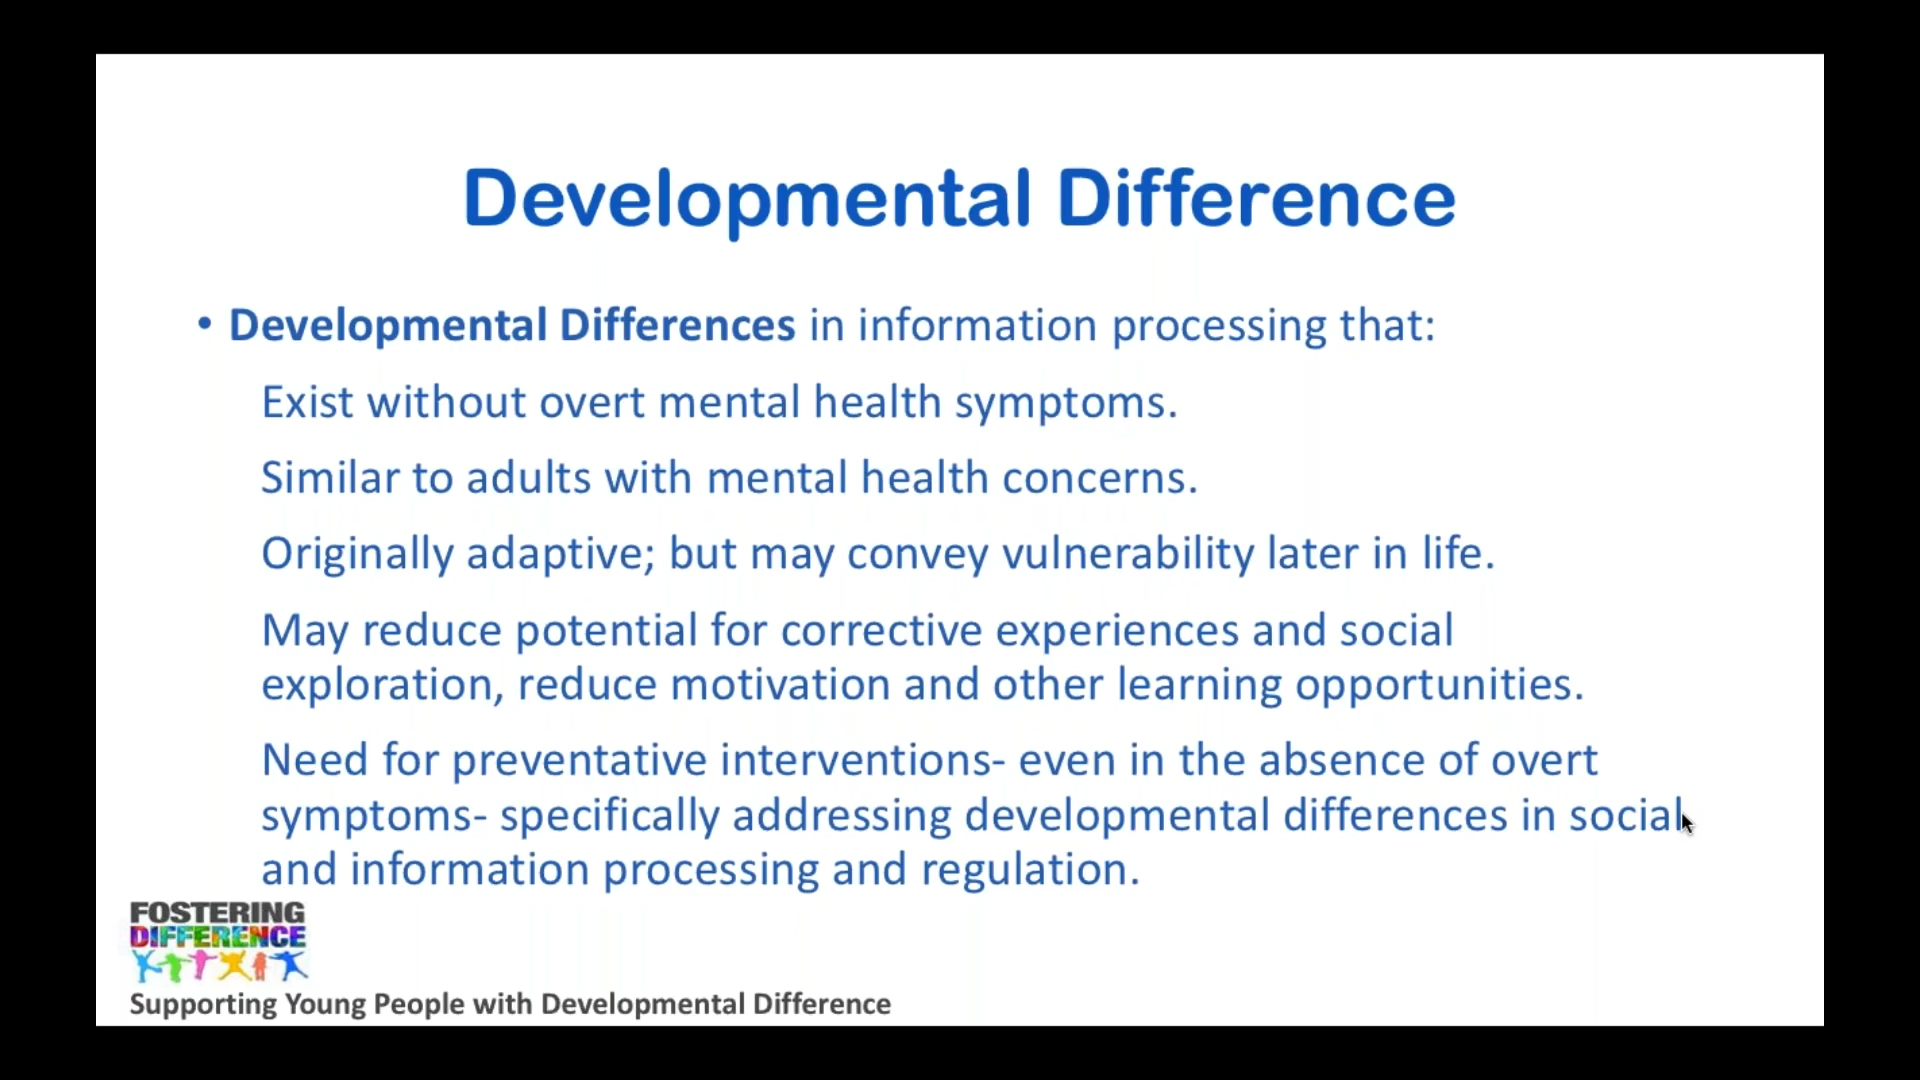 Developmental Difference
• Developmental Differences in information processing that:
Exist without overt mental health symptoms.
Similar to adults with mental health concerns.
Originally adaptive; but may convey vulnerability later in life.
May reduce potential for corrective experiences and social
exploration, reduce motivation and other learning opportunities.
Need for preventative interventions- even in the absence of overt
symptoms- specifically addressing developmental differences in social
and information processing and regulation.
FOSTERING
DIFFERENCE
Supporting Young People with Developmental Difference